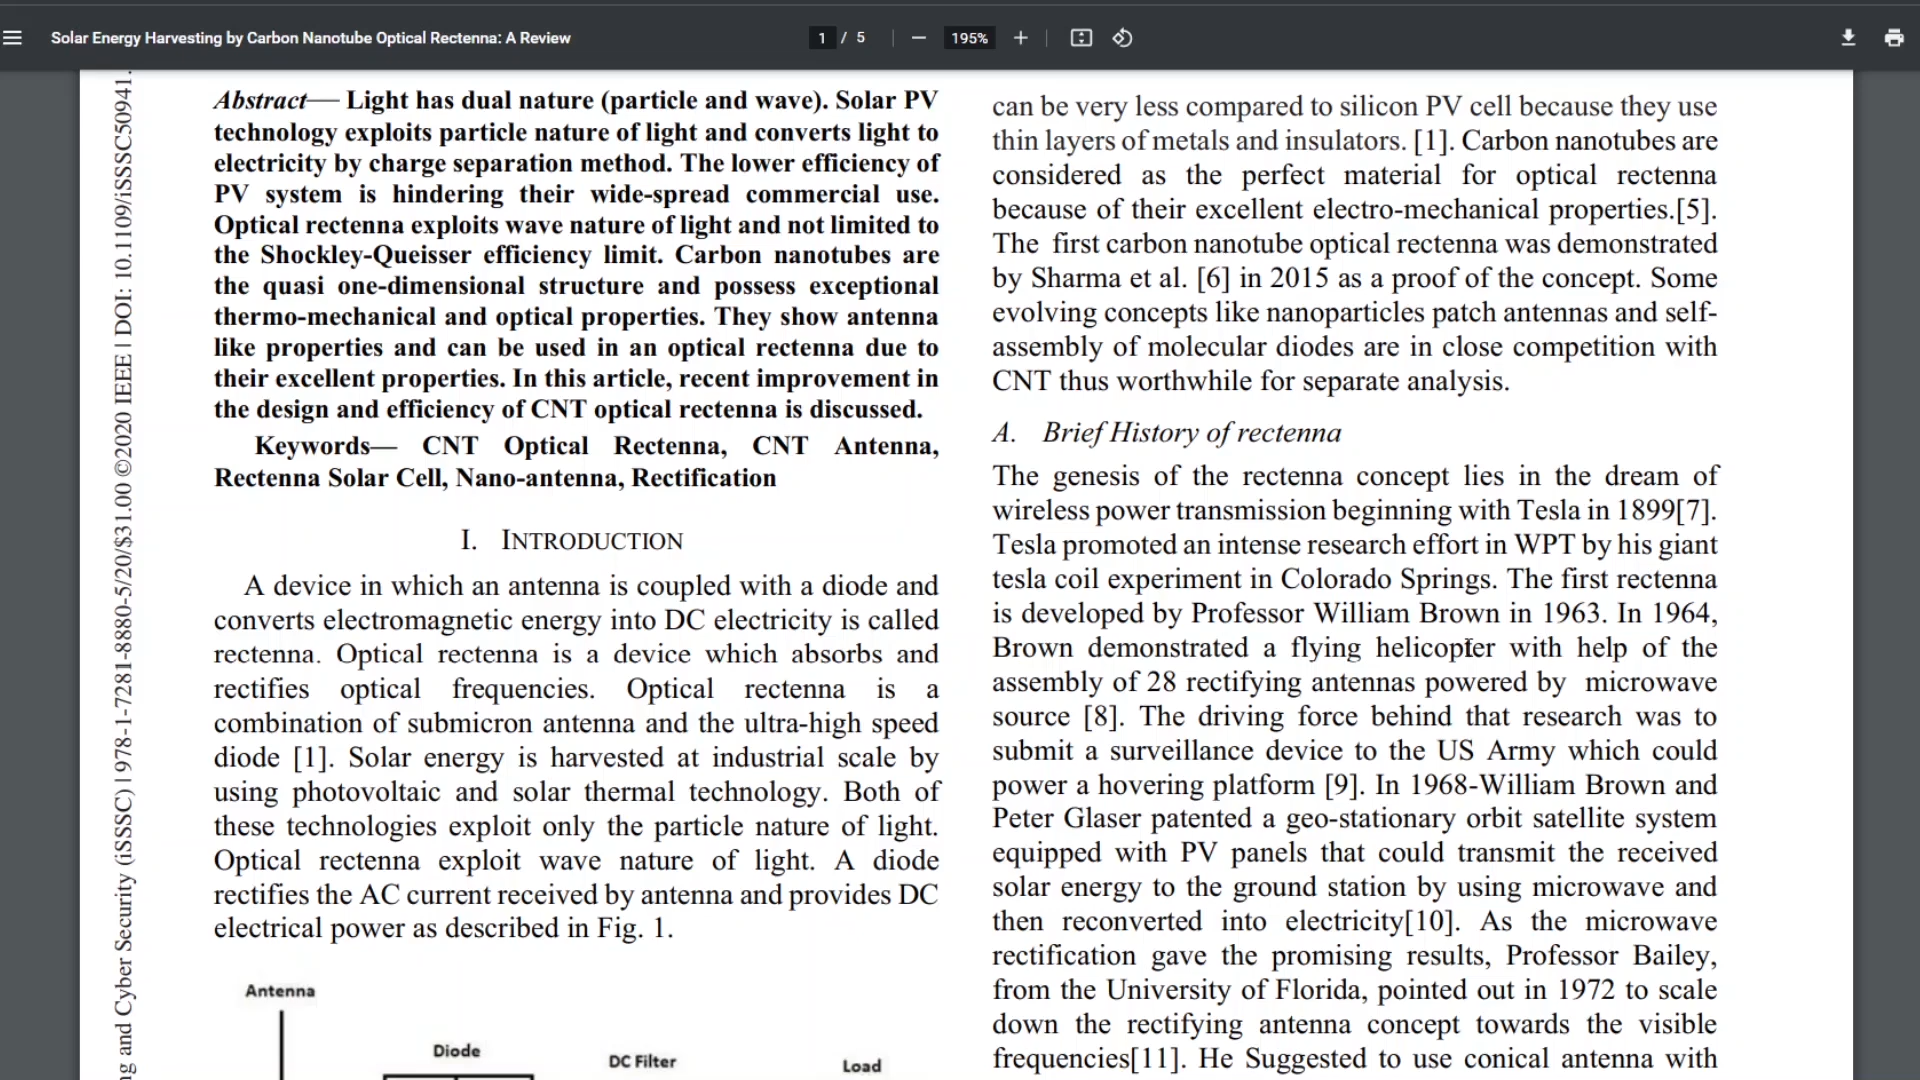 Solar Energy Harvesting by Carbon Nanotube Optical Rectenna: A Review
1 / 5
195%
ng and Cyber Security (iSSSC) | 978-1-7281-8880-5/20/$31.00 ©2020 IEEE | DOI: 10.1109/iSSSC50941.
Abstract— Light has dual nature (particle and wave). Solar PV
technology exploits particle nature of light and converts light to
electricity by charge separation method. The lower efficiency of
PV system is hindering their wide-spread commercial use.
Optical rectenna exploits wave nature of light and not limited to
the Shockley-Queisser efficiency limit. Carbon nanotubes are
the quasi one-dimensional structure and possess exceptional
thermo-mechanical and optical properties. They show antenna
like properties and can be used in an optical rectenna due to
their excellent properties. In this article, recent improvement in
the design and efficiency of CNT optical rectenna is discussed.
Keywords— CNT Optical Rectenna, CNT Antenna,
Rectenna Solar Cell, Nano-antenna, Rectification
I. INTRODUCTION
A device in which an antenna is coupled with a diode and
converts electromagnetic energy into DC electricity is called
rectenna. Optical rectenna is a device which absorbs and
rectifies optical frequencies. Optical rectenna is a
combination of submicron antenna and the ultra-high speed
diode [1]. Solar energy is harvested at industrial scale by
using photovoltaic and solar thermal technology. Both of
these technologies exploit only the particle nature of light.
Optical rectenna exploit wave nature of light. A diode
rectifies the AC current received by antenna and provides DC
electrical power as described in Fig. 1.
Antenna
Diode
DC Filter
Load
can be very less compared to silicon PV cell because they use
thin layers of metals and insulators. [1]. Carbon nanotubes are
considered as the perfect material for optical rectenna
because of their excellent electro-mechanical properties.[5].
The first carbon nanotube optical rectenna was demonstrated
by Sharma et al. [6] in 2015 as a proof of the concept. Some
evolving concepts like nanoparticles patch antennas and self-
assembly of molecular diodes are in close competition with
CNT thus worthwhile for separate analysis.
A. Brief History of rectenna
The genesis of the rectenna concept lies in the dream of
wireless power transmission beginning with Tesla in 1899[7].
Tesla promoted an intense research effort in WPT by his giant
tesla coil experiment in Colorado Springs. The first rectenna
is developed by Professor William Brown in 1963. In 1964,
Brown demonstrated a flying helicopter with help of the
assembly of 28 rectifying antennas powered by microwave
source [8]. The driving force behind that research was to
submit a surveillance device to the US Army which could
power a hovering platform [9]. In 1968-William Brown and
Peter Glaser patented a geo-stationary orbit satellite system
equipped with PV panels that could transmit the received
solar energy to the ground station by using microwave and
then reconverted into electricity[10]. As the microwave
rectification gave the promising results, Professor Bailey,
from the University of Florida, pointed out in 1972 to scale
down the rectifying antenna concept towards the visible
frequencies[11]. He Suggested to use conical antenna with